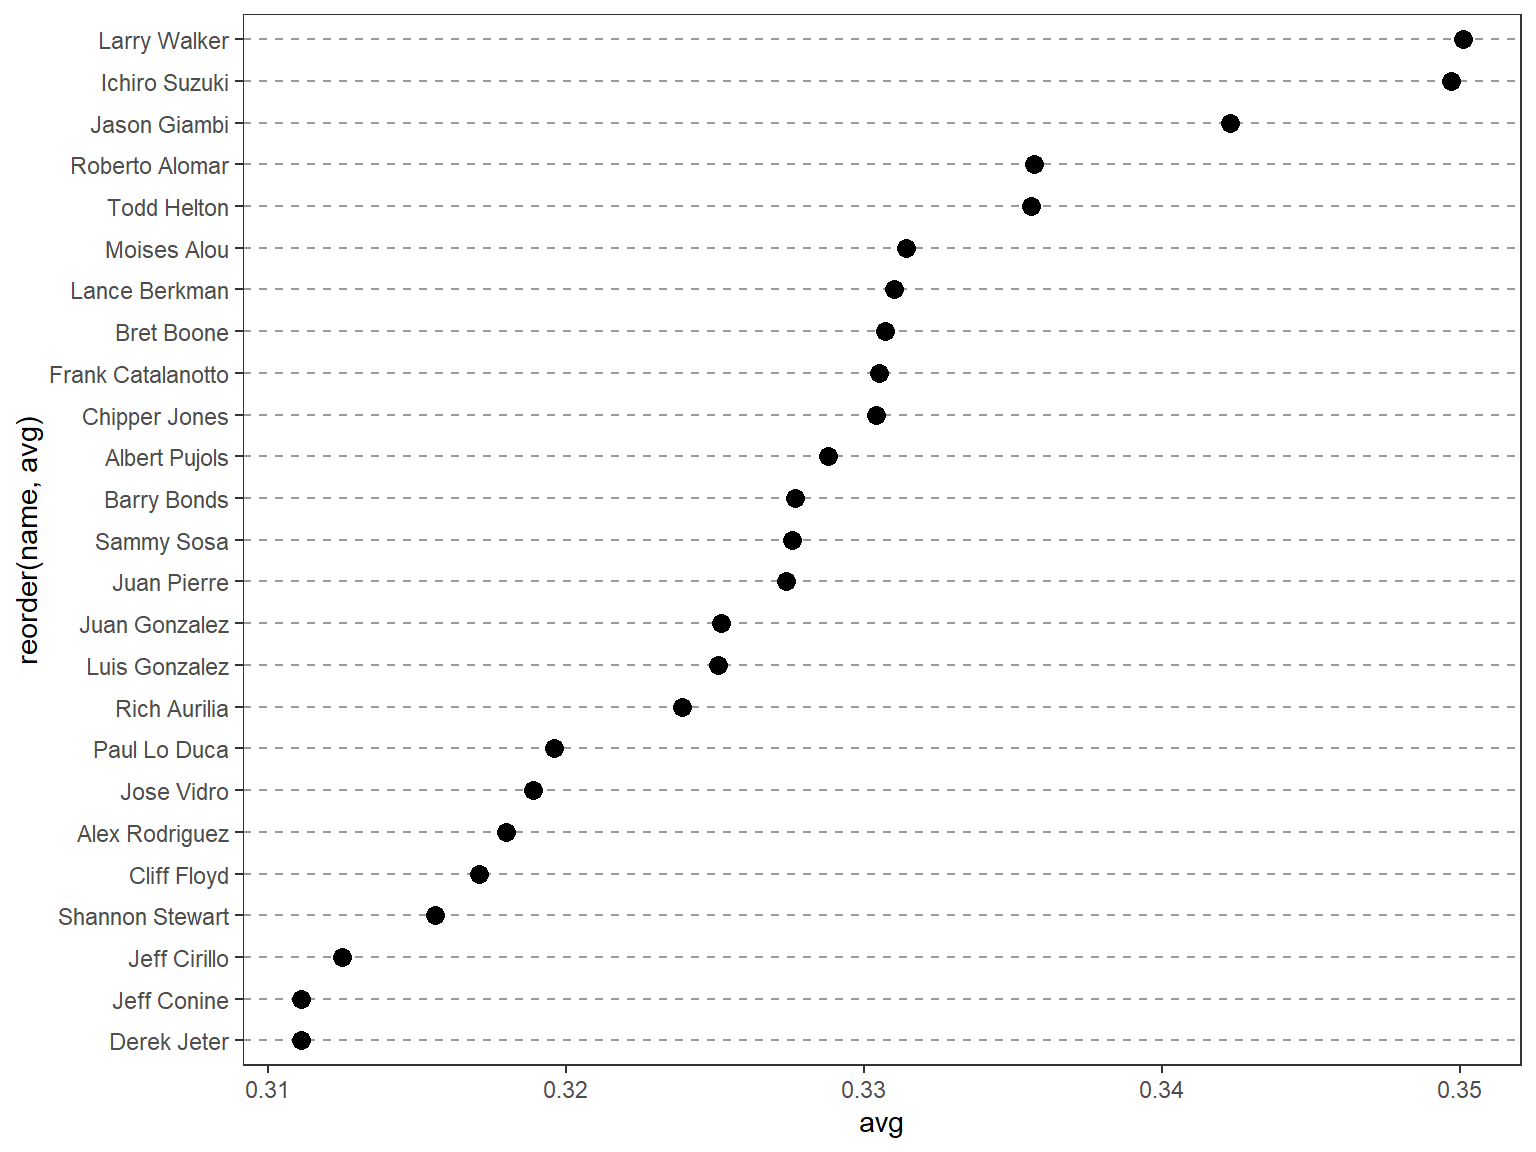 Larry Walker
Ichiro Suzuki
Jason Giambi
Roberto Alomar
Todd Helton
Moises Alou
Lance Berkman
Bret Boone
Frank Catalanotto
Chipper Jones
Albert Pujols
Barry Bonds
Sammy Sosa
Juan Pierre
Juan Gonzalez
Luis Gonzalez
Rich Aurilia
Paul Lo Duca
Jose Vidro
Alex Rodriguez
Cliff Floyd
Shannon Stewart
Jeff Cirillo
Jeff Conine
Derek Jeter
reorder(name, avg)
0.31 0.32 0.33 0.34 0.35
avg